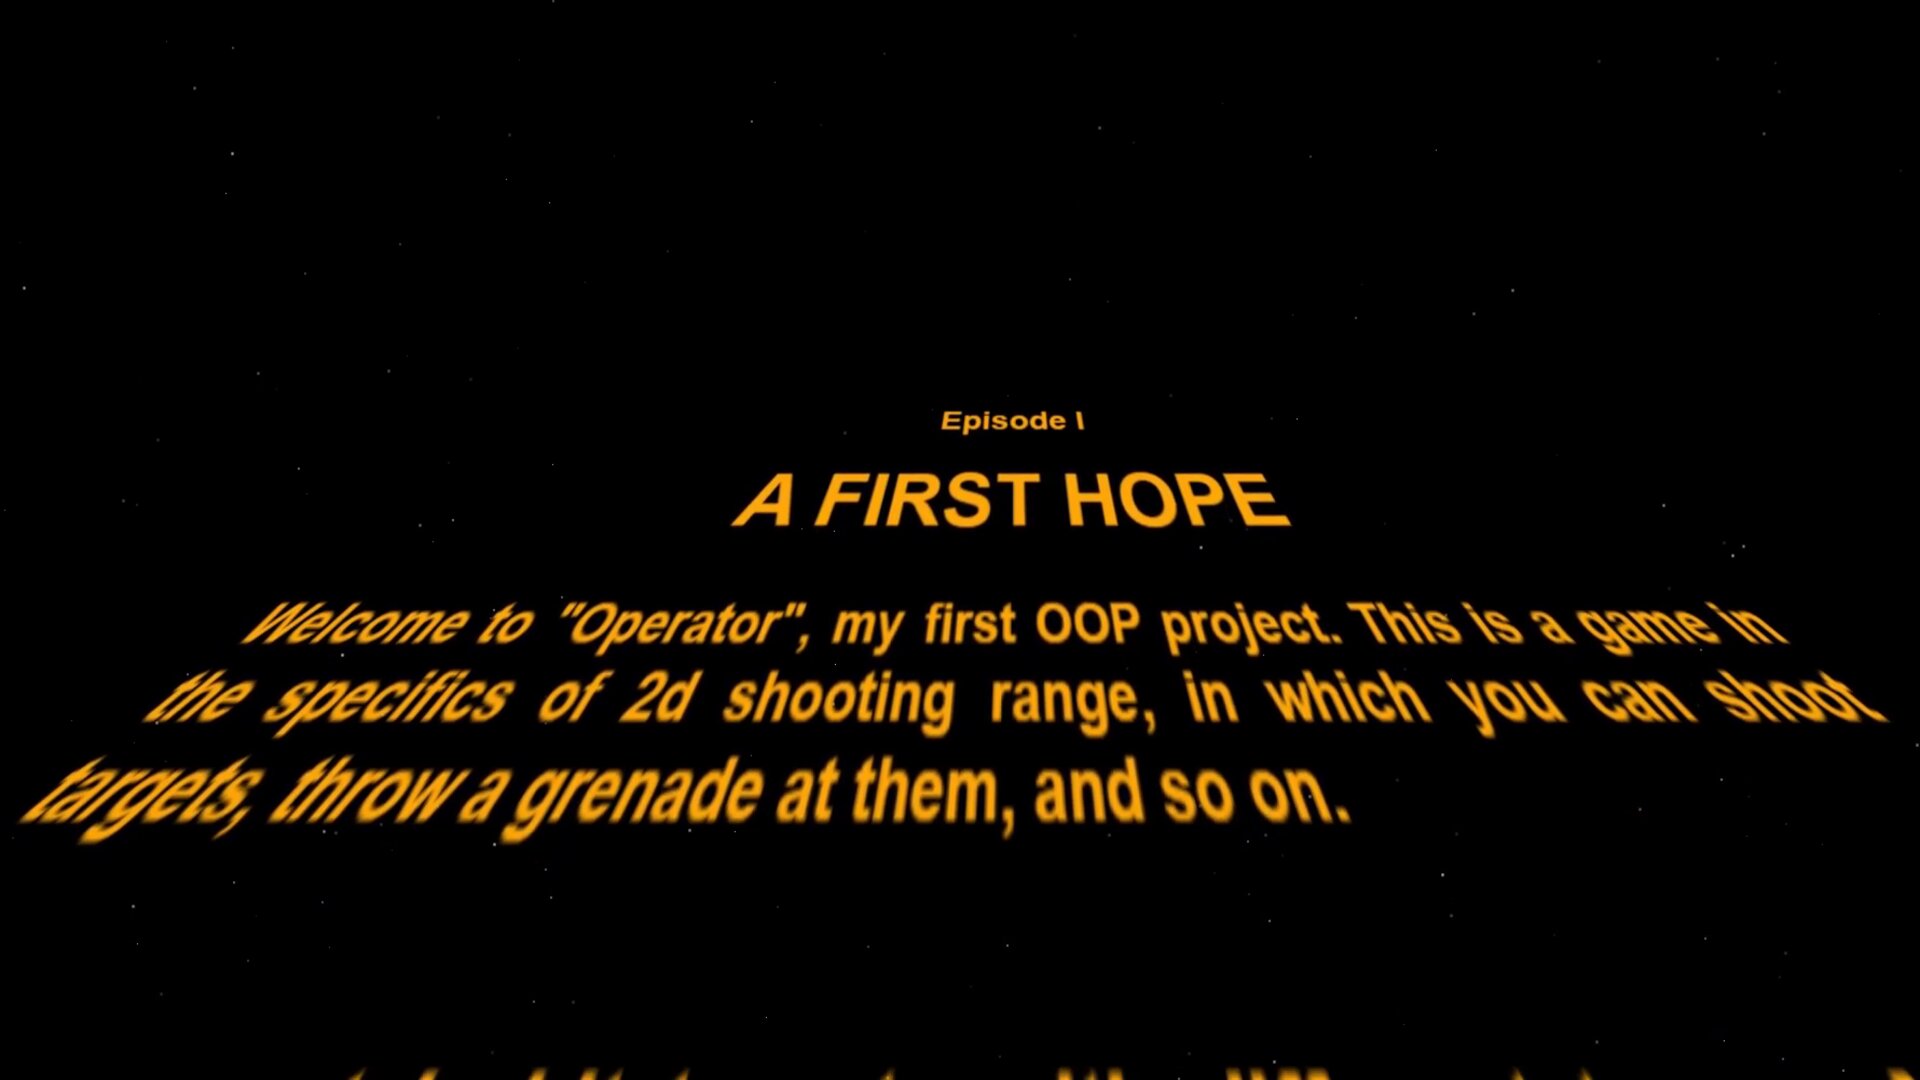 Episode I
A FIRST HOPE
Welcome to "Operator", my first OOP project. This is a game in
the specifics of 2d shooting range, in which you can shoot
targets, throw a grenade at them, and so on.